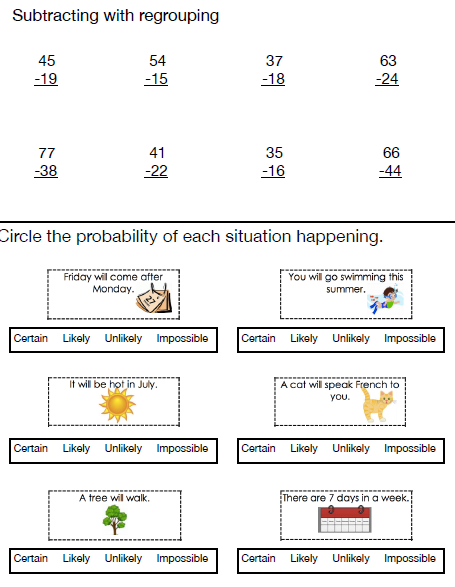 Subtracting with regrouping
45 54 37 63
-19 -15 -18 -24
77 41 35 66
-38 -22 -16 -44
Circle the probability of each situation happening.
Friday will come after
Monday.
You will go swimming this
summer.
Certain Likely Unlikely Impossible
Certain Likely Unlikely Impossible
It will be hot in July.
A cat will speak French to
you.
Certain Likely Unlikely Impossible
Certain Likely Unlikely Impossible
A tree will walk.
There are 7 days in a week.
Certain Likely Unlikely Impossible
Certain Likely Unlikely Impossible